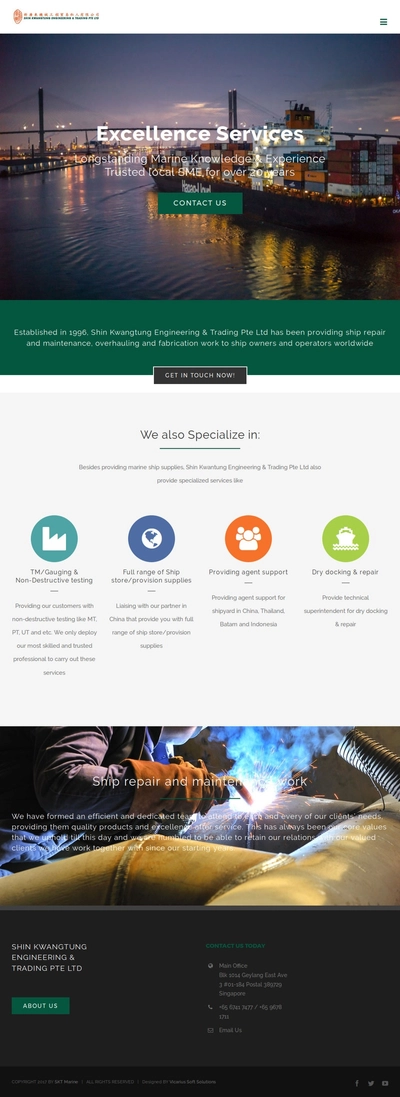 SHIN KWANGTUNG ENGINEERING & TRADING PTE LTD
Excellence Services
Longstanding Marine Knowledge & Experience
Trusted local SME for over 20 years
CONTACT US
Established in 1996, Shin Kwangtung Engineering & Trading Pte Ltd has been providing ship repair
and maintenance, overhauling and fabrication work to ship owners and operators worldwide
GET IN TOUCH NOW!
We also Specialize in:
Besides providing marine ship supplies, Shin Kwantung Engineering & Trading Pte Ltd also
provide specialized services like
TM/Gauging &
Non-Destructive testing
Providing our customers with
non-destructive testing like MT,
PT, UT and etc. We only deploy
our most skilled and trusted
professional to carry out these
services
Full range of Ship
store/provision supplies
Liaising with our partner in
China that provide you with full
range of ship store/provision
supplies
Providing agent support
Providing agent support for
shipyard in China, Thailand,
Batam and Indonesia
Dry docking & repair
Provide technical
superintendent for dry docking
& repair
Ship repair and maintenance work
We have formed an efficient and dedicated team to attend to each and every of our clients' needs,
providing them quality products and excellence after service. This has always been our core values
that we uphold till this day and we are humbled to be able to retain our relations with our valued
clients we have work together with since our starting years
SHIN KWANGTUNG
ENGINEERING &
TRADING PTE LTD
ABOUT US
CONTACT US TODAY
Main Office
Blk 1014 Geylang East Ave
3 #01-184 Postal 389729
Singapore
+65 6741 7477 / +65 9678
1711
Email Us
COPYRIGHT 2017 BY SKT Marine | ALL RIGHTS RESERVED | Designed BY